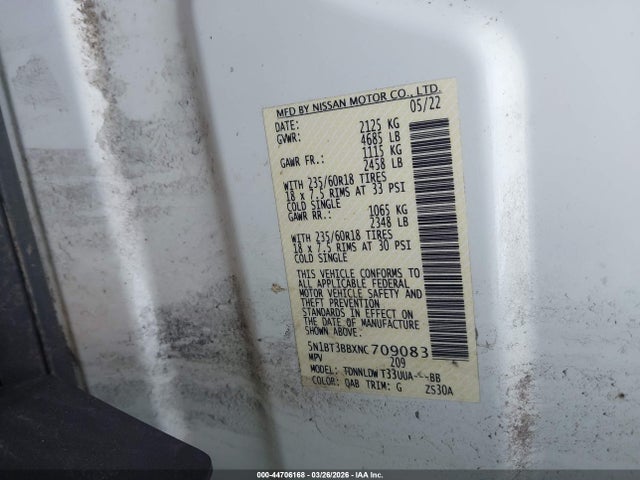 MFD BY NISSAN MOTOR CO., LTD.
DATE: 05/22
GVWR: 2125 KG
4685 LB
GAWR FR.: 1115 KG
2458 LB
WITH 235/60R18 TIRES
18 x 7.5 RIMS AT 33 PSI
COLD SINGLE
GAWR RR.: 1065 KG
2348 LB
WITH 235/60R18 TIRES
18 x 7.5 RIMS AT 30 PSI
COLD SINGLE
THIS VEHICLE CONFORMS TO
ALL APPLICABLE FEDERAL
MOTOR VEHICLE SAFETY AND
THEFT PREVENTION
STANDARDS IN EFFECT ON
THE DATE OF MANUFACTURE
SHOWN ABOVE.
5N1BT3BBXNC709083
MPV 209
MODEL: TDNNLDWT33UUA-
COLOR: QAB TRIM: G ZS30A
000-44706168 - 03/26/2026 - IAA Inc.